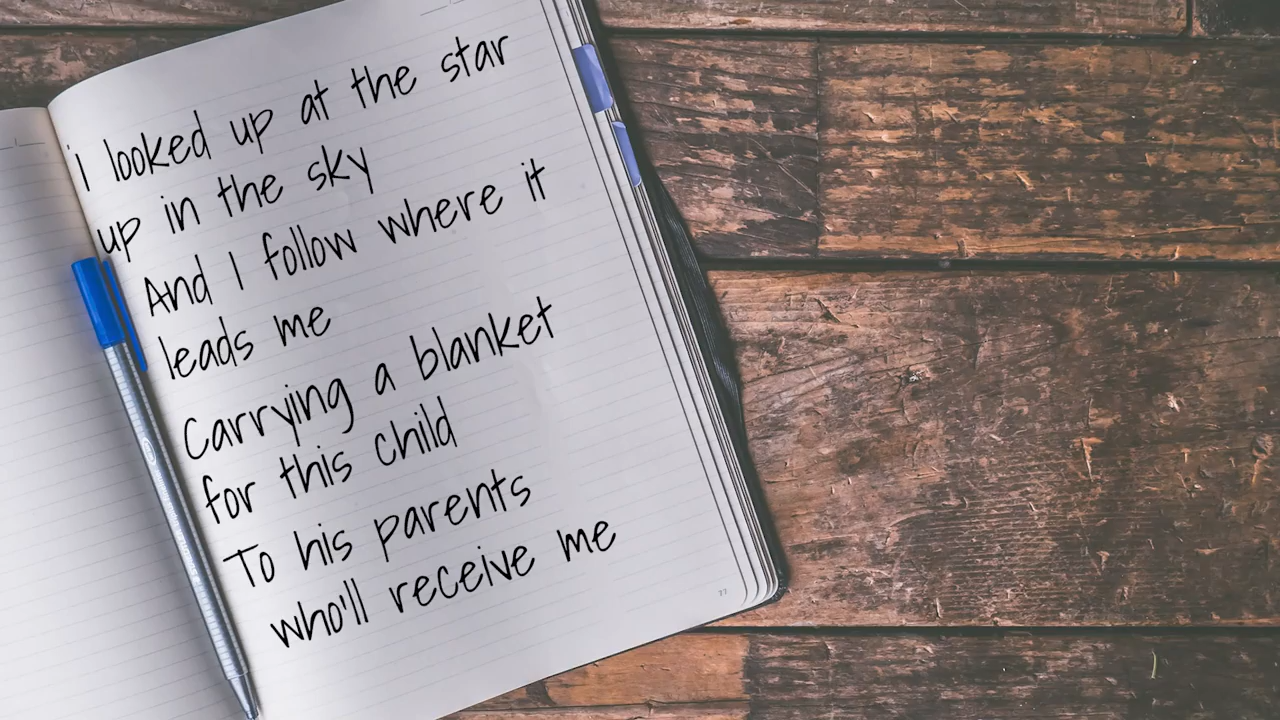 i looked up at the star
up in the sky
And I follow where it
leads me
Carrying a blanket
for this child
To his parents
who'll receive me
77